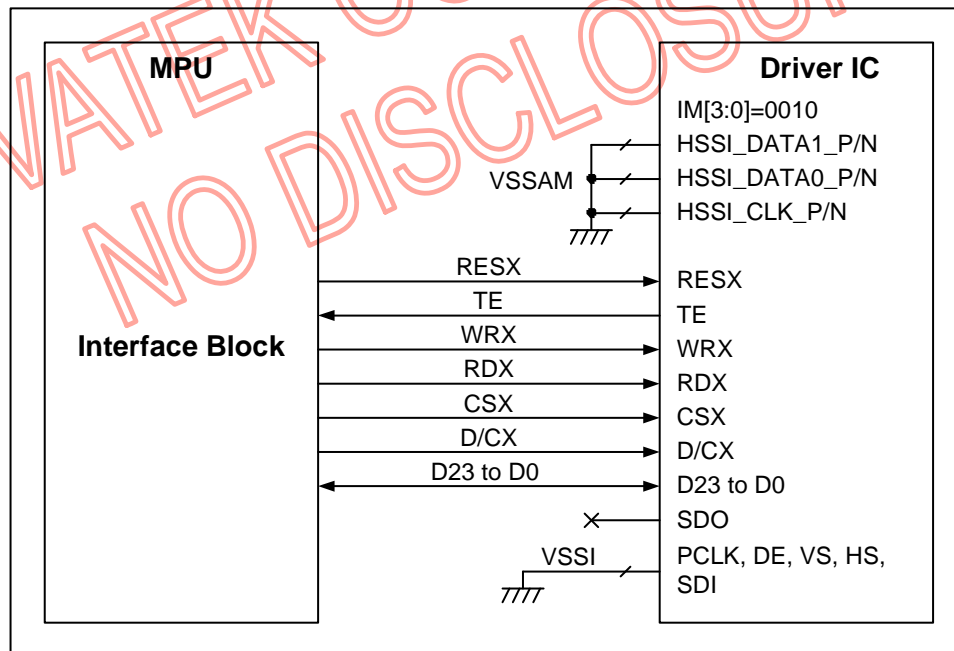 MPU
Driver IC
IM[3:0]=0010
HSSI_DATA1_P/N
VSSAM
HSSI_DATA0_P/N
HSSI_CLK_P/N
RESX
RESX
TE
TE
Interface Block
WRX
WRX
RDX
RDX
CSX
CSX
D/CX
D/CX
D23 to D0
D23 to D0
SDO
VSSI
PCLK, DE, VS, HS,
SDI
NO DISCLOSU